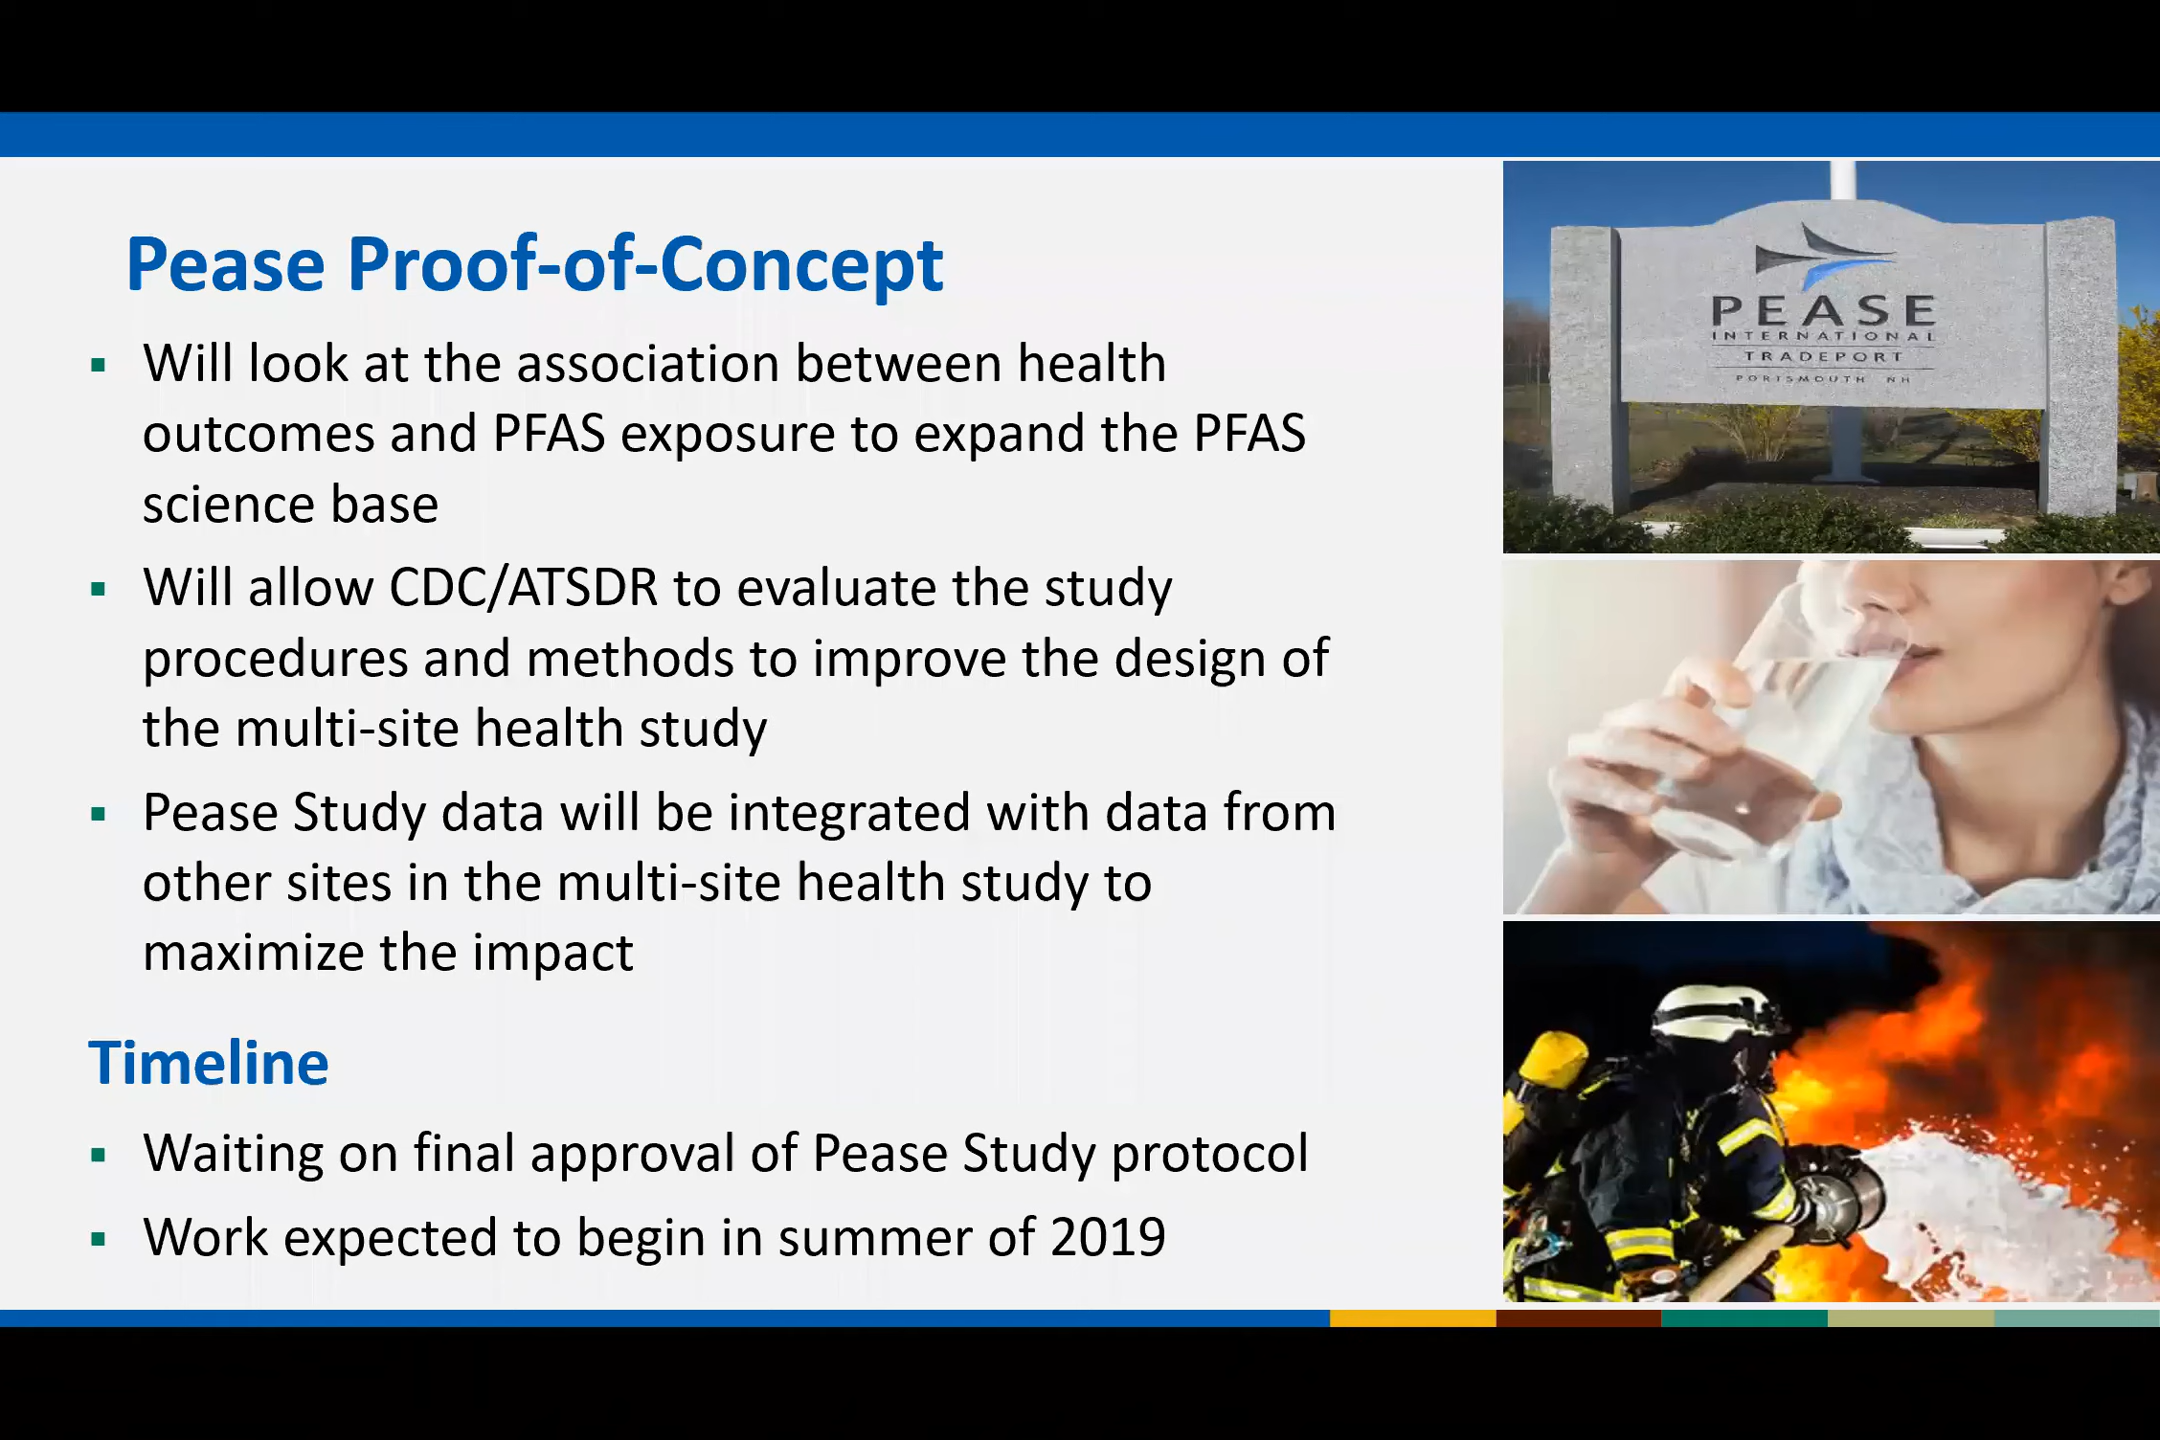 Pease Proof-of-Concept
▪ Will look at the association between health
outcomes and PFAS exposure to expand the PFAS
science base
▪ Will allow CDC/ATSDR to evaluate the study
procedures and methods to improve the design of
the multi-site health study
▪ Pease Study data will be integrated with data from
other sites in the multi-site health study to
maximize the impact
Timeline
▪ Waiting on final approval of Pease Study protocol
▪ Work expected to begin in summer of 2019
PEASE
INTERNATIONAL
TRADEPORT
PORTSMOUTH NH